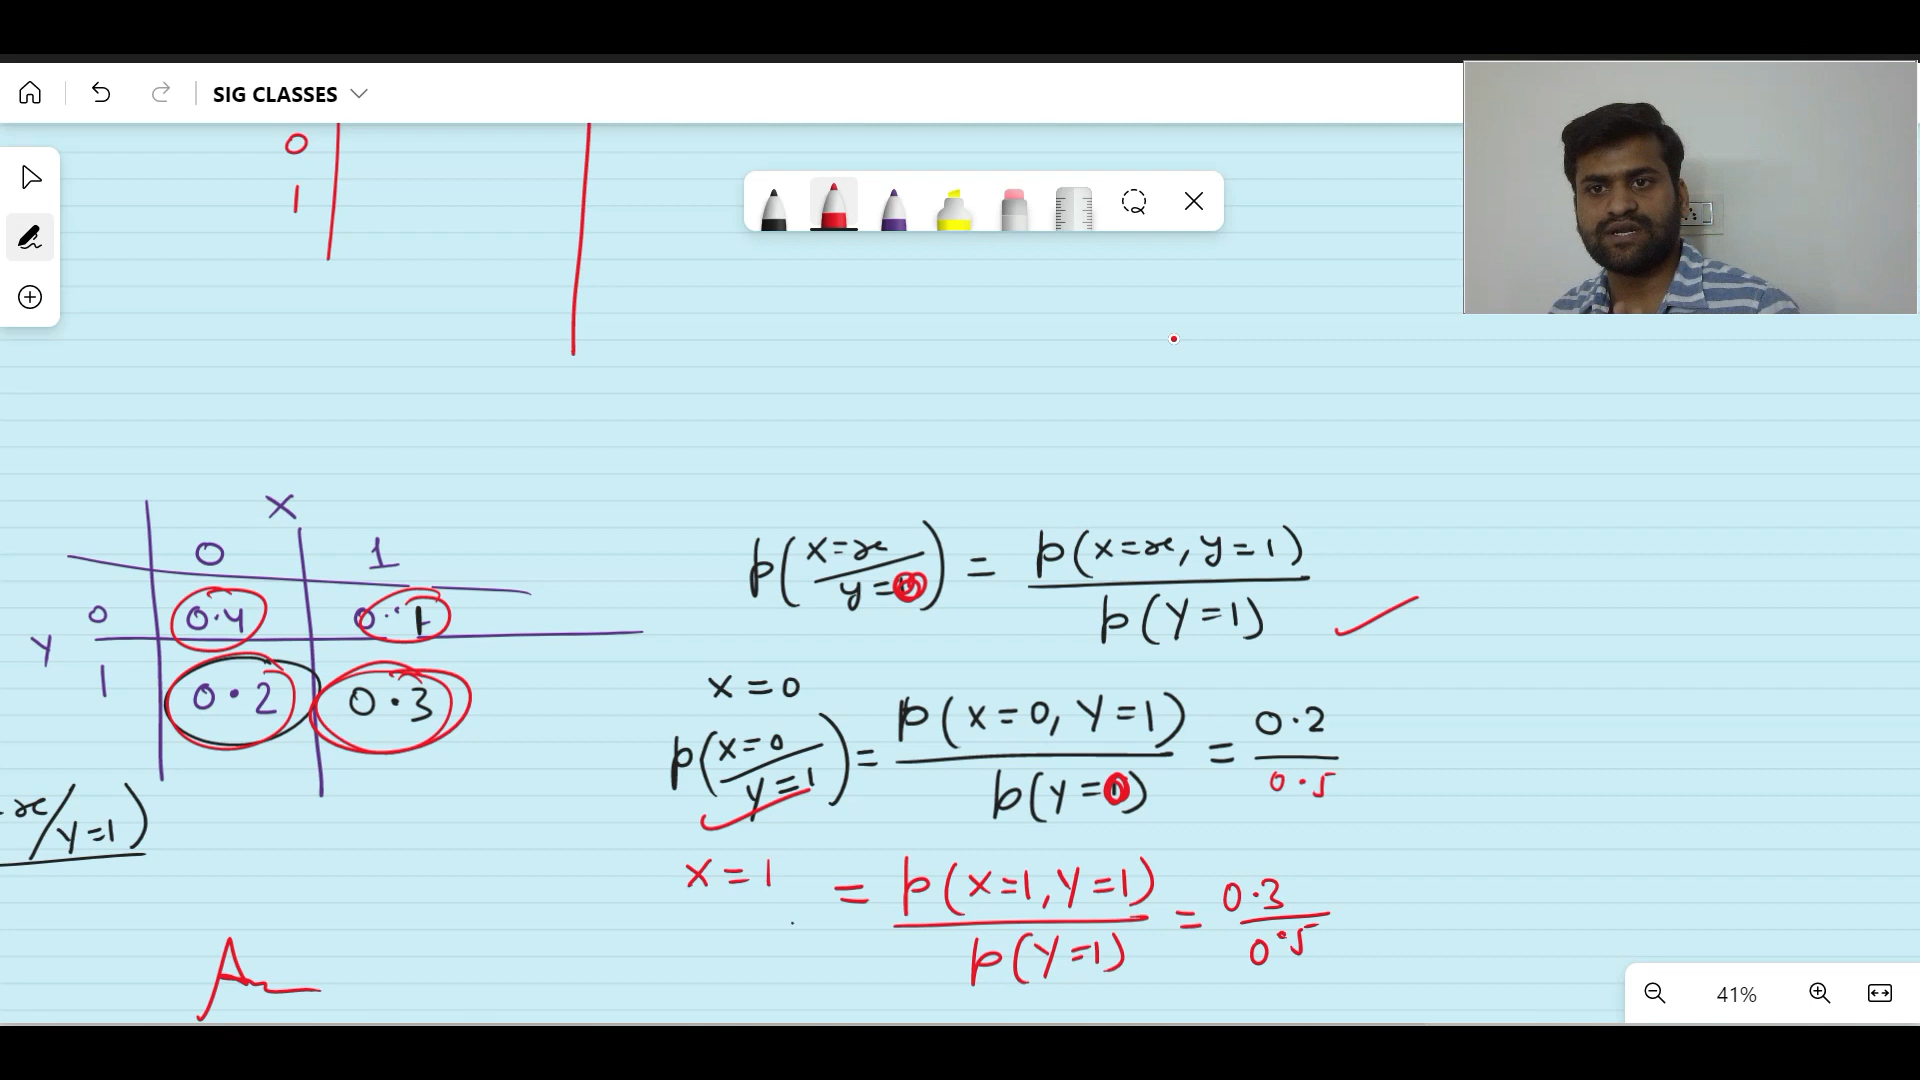 SIG CLASSES
0
1
X
0 1
0 0.4 0.1
Y
1 0.2 0.3
x/y=1)
p(x=x/y=0) = p(x=x, y=1)/p(Y=1)
x=0
p(x=0/y=1) = p(x=0, Y=1)/p(y=0) = 0.2/0.5
x=1 = p(x=1, Y=1)/p(Y=1) = 0.3/0.5
41%